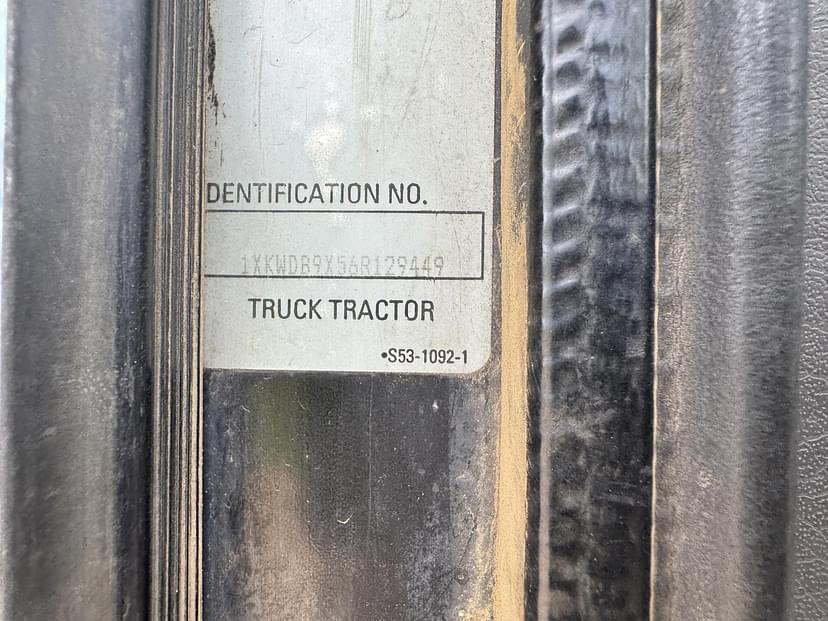 DENTIFICATION NO.
1XKWDB9X56R129449
TRUCK TRACTOR
•S53-1092-1